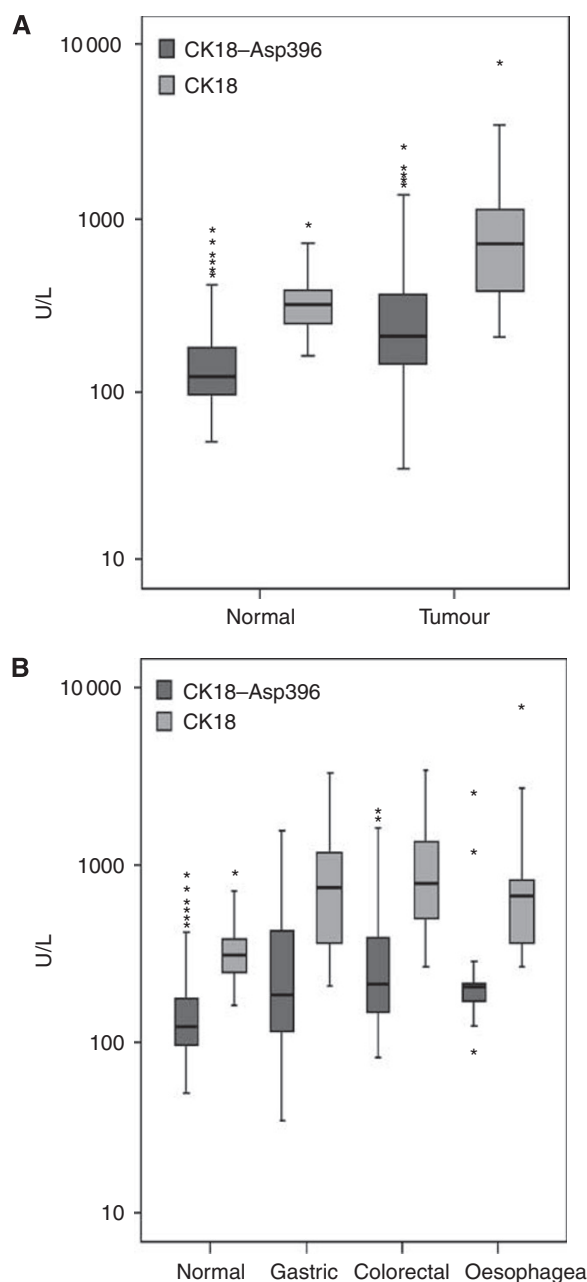 A
10 000
CK18–Asp396
CK18
1000
U/L
100
10
Normal Tumour
B
10 000
CK18–Asp396
CK18
1000
U/L
100
10
Normal Gastric Colorectal Oesophagea